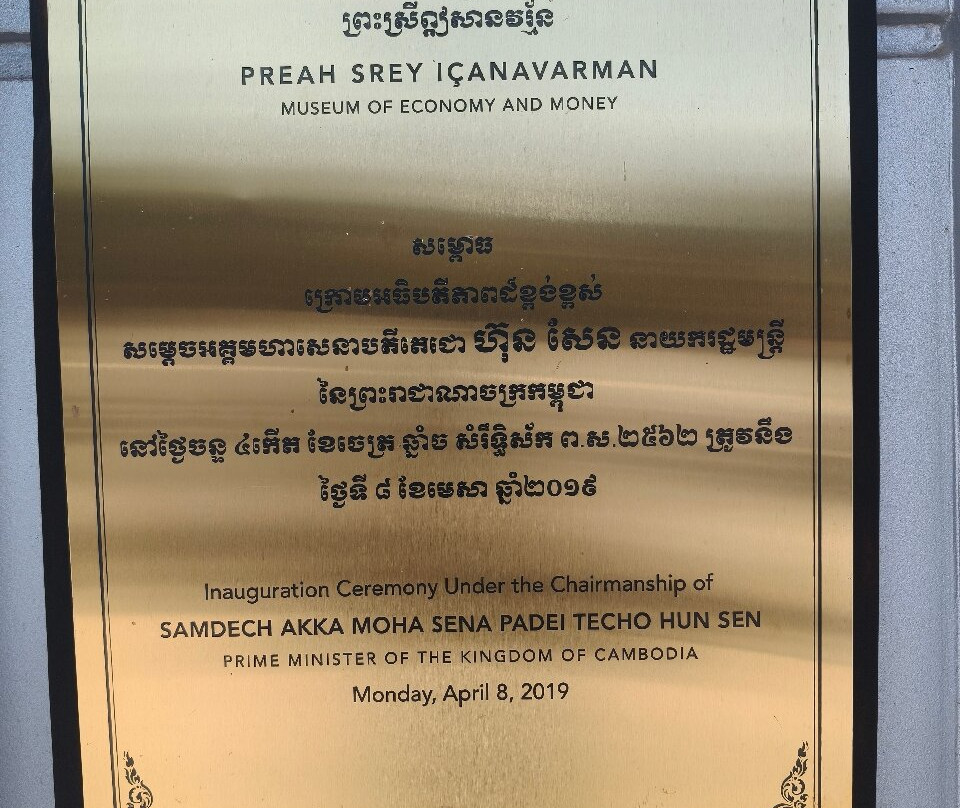 ព្រះស្រីឦសានវរ្ម័ន
PREAH SREY IÇANAVARMAN
MUSEUM OF ECONOMY AND MONEY
សម្ពោធ
ក្រោមអធិបតីភាពដ៏ខ្ពង់ខ្ពស់
សម្តេចអគ្គមហាសេនាបតីតេជោ ហ៊ុន សែន នាយករដ្ឋមន្ត្រី
នៃព្រះរាជាណាចក្រកម្ពុជា
នៅថ្ងៃចន្ទ ៤កើត ខែចេត្រ ឆ្នាំច សំរឹទ្ធិស័ក ព.ស.២៥៦២ ត្រូវនឹង
ថ្ងៃទី ៨ ខែមេសា ឆ្នាំ២០១៩
Inauguration Ceremony Under the Chairmanship of
SAMDECH AKKA MOHA SENA PADEI TECHO HUN SEN
PRIME MINISTER OF THE KINGDOM OF CAMBODIA
Monday, April 8, 2019